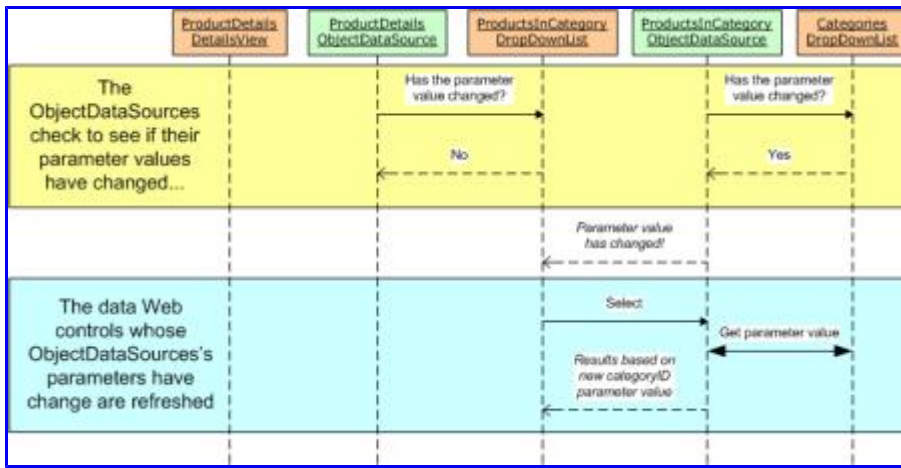 ProductDetails
DetailsView
ProductDetails
ObjectDataSource
ProductsInCategory
DropDownList
ProductsInCategory
ObjectDataSource
Categories
DropDownList
The
ObjectDataSources
check to see if their
parameter values
have changed...
Has the parameter
value changed?
No
Has the parameter
value changed?
Yes
Parameter value
has changed!
The data Web
controls whose
ObjectDataSources's
parameters have
change are refreshed
Select
Get parameter value
Results based on
new categoryID
parameter value